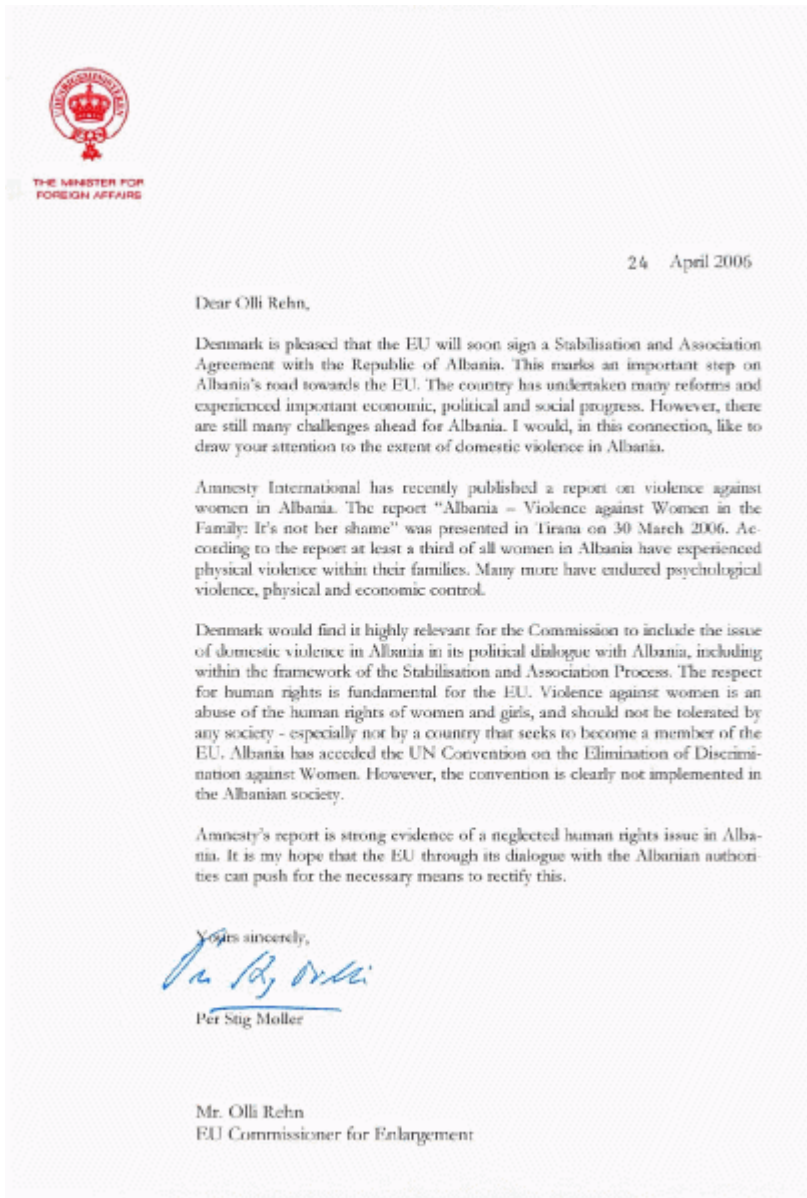 UDENRIGSMINISTEREN
THE MINISTER FOR
FOREIGN AFFAIRS
24 April 2006
Dear Olli Rehn,
Denmark is pleased that the EU will soon sign a Stabilisation and Association
Agreement with the Republic of Albania. This marks an important step on
Albania's road towards the EU. The country has undertaken many reforms and
experienced important economic, political and social progress. However, there
are still many challenges ahead for Albania. I would, in this connection, like to
draw your attention to the extent of domestic violence in Albania.
Amnesty International has recently published a report on violence against
women in Albania. The report "Albania – Violence against Women in the
Family: It's not her shame" was presented in Tirana on 30 March 2006. Ac-
cording to the report at least a third of all women in Albania have experienced
physical violence within their families. Many more have endured psychological
violence, physical and economic control.
Denmark would find it highly relevant for the Commission to include the issue
of domestic violence in Albania in its political dialogue with Albania, including
within the framework of the Stabilisation and Association Process. The respect
for human rights is fundamental for the EU. Violence against women is an
abuse of the human rights of women and girls, and should not be tolerated by
any society - especially not by a country that seeks to become a member of the
EU. Albania has acceded the UN Convention on the Elimination of Discrimi-
nation against Women. However, the convention is clearly not implemented in
the Albanian society.
Amnesty's report is strong evidence of a neglected human rights issue in Alba-
nia. It is my hope that the EU through its dialogue with the Albanian authori-
ties can push for the necessary means to rectify this.
Yours sincerely,
Per Stig Møller
Mr. Olli Rehn
EU Commissioner for Enlargement